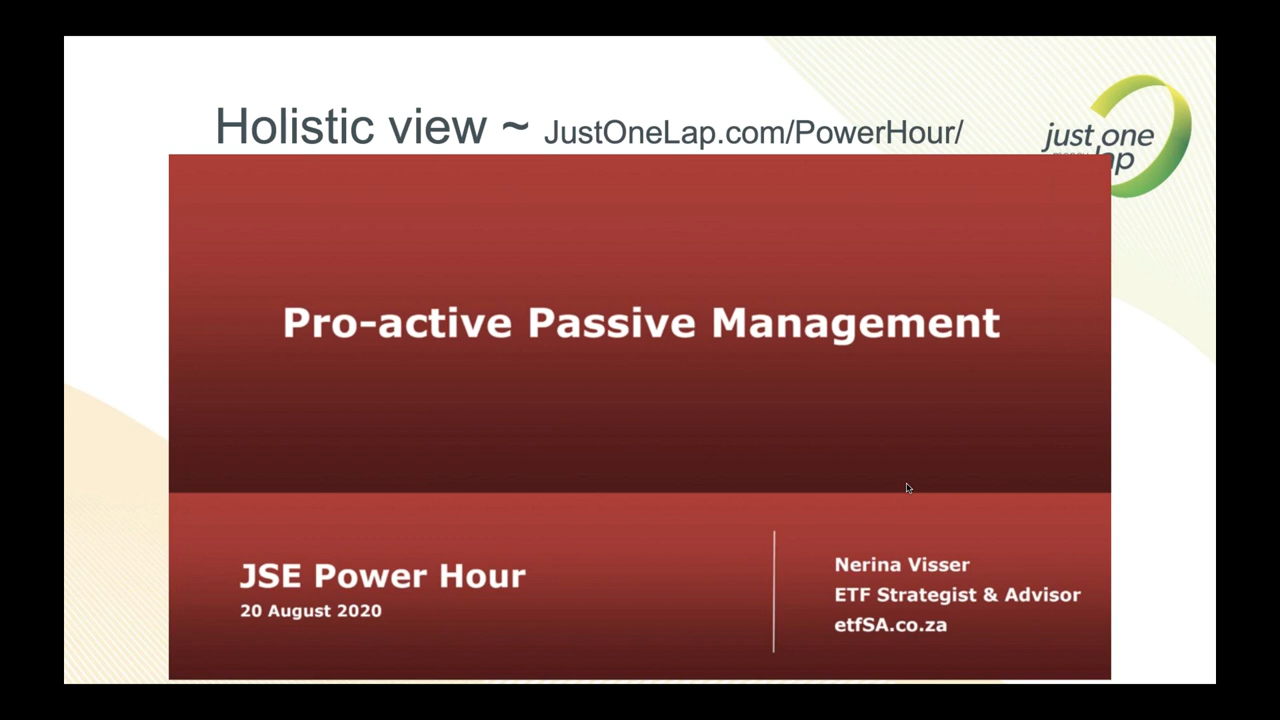 Holistic view ~ JustOneLap.com/PowerHour/
just one
Pro-active Passive Management
JSE Power Hour
20 August 2020
Nerina Visser
ETF Strategist & Advisor
etfSA.co.za